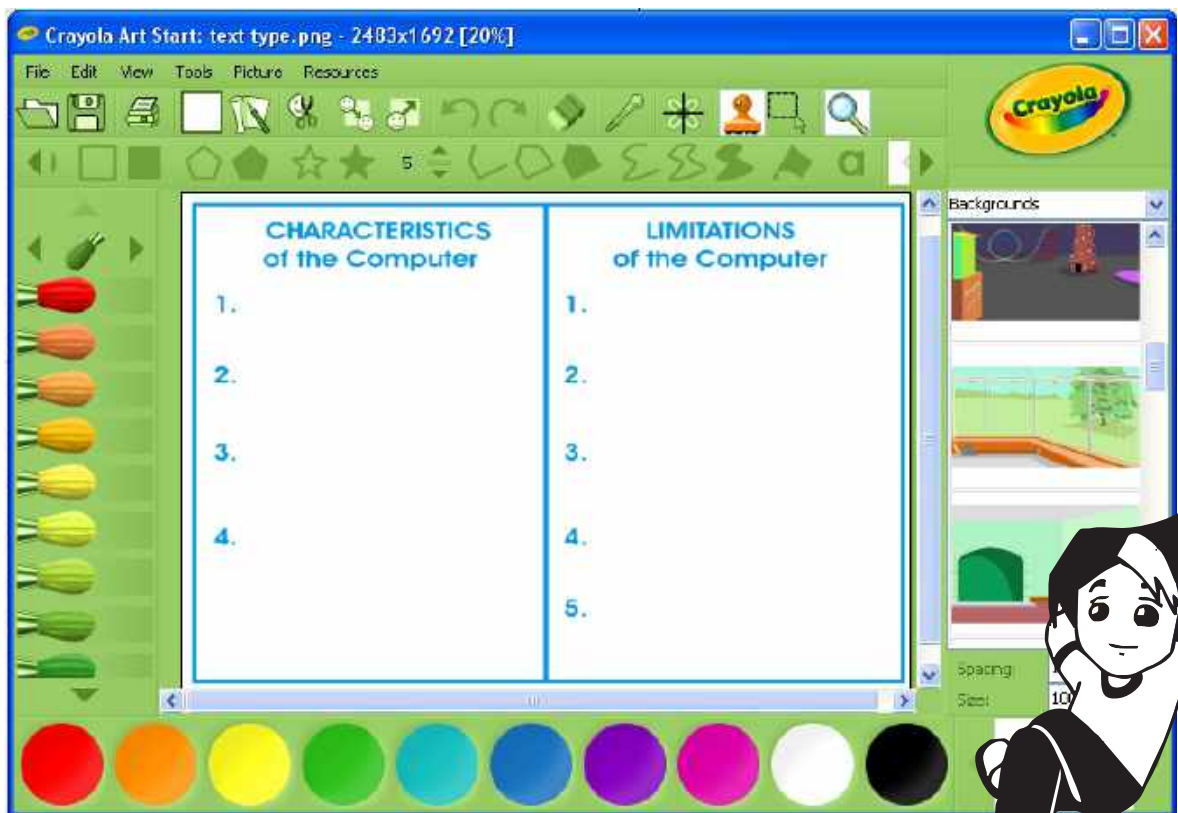 Crayola Art Start: text type.png - 2483x1692 [20%]
File Edit View Tools Picture Resources
Crayola
5
a
Backgrounds
CHARACTERISTICS
of the Computer
1.
2.
3.
4.
LIMITATIONS
of the Computer
1.
2.
3.
4.
5.
Spacing:
Size: